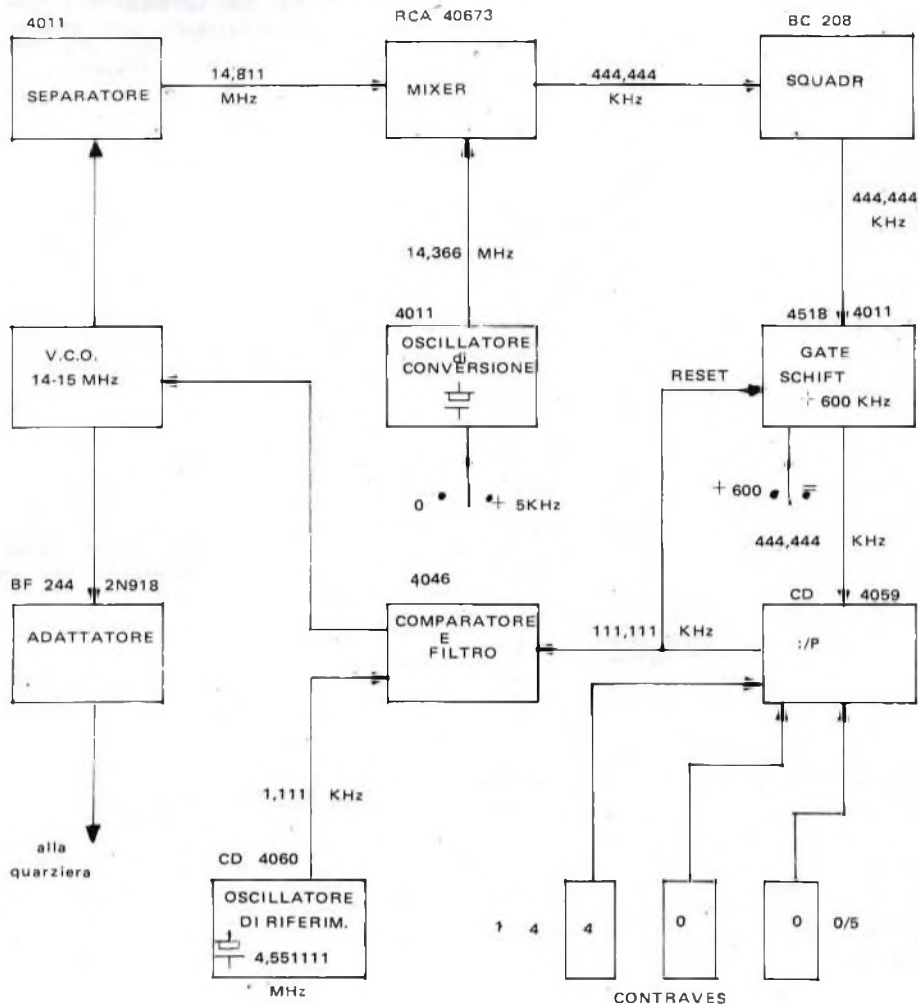 4011
RCA 40673
BC 208
SEPARATORE
14,811
MHz
MIXER
444,444
KHz
SQUADR
444,444
KHz
14,366 MHz
V.C.O.
14-15 MHz
4011
OSCILLATORE
di
CONVERSIONE
4518 4011
GATE
SCHIFT
+ 600 KHz
RESET
0 + 5KHz
+ 600
444,444 KHz
BF 244 2N918
ADATTATORE
4046
COMPARATORE
E
FILTRO
111,111 KHz
CD 4059
:/P
1,111 KHz
alla
quarziera
CD 4060
OSCILLATORE
DI RIFERIM.
4,551111
MHz
1 4 4
0
0 0/5
CONTRAVES